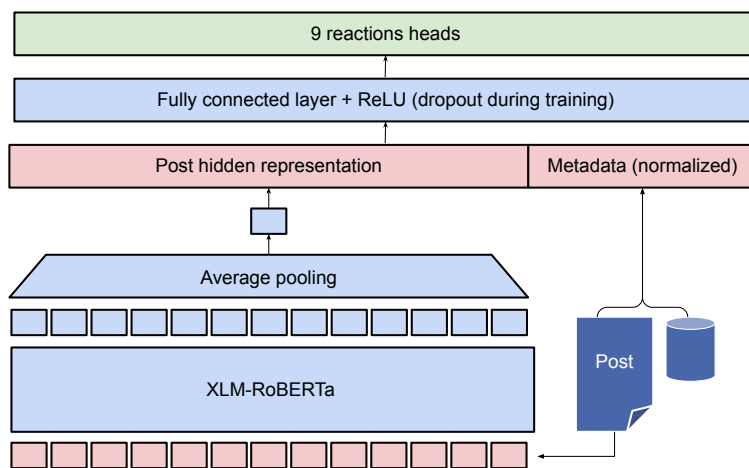 9 reactions heads
Fully connected layer + ReLU (dropout during training)
Post hidden representation
Metadata (normalized)
Average pooling
XLM-RoBERTa
Post